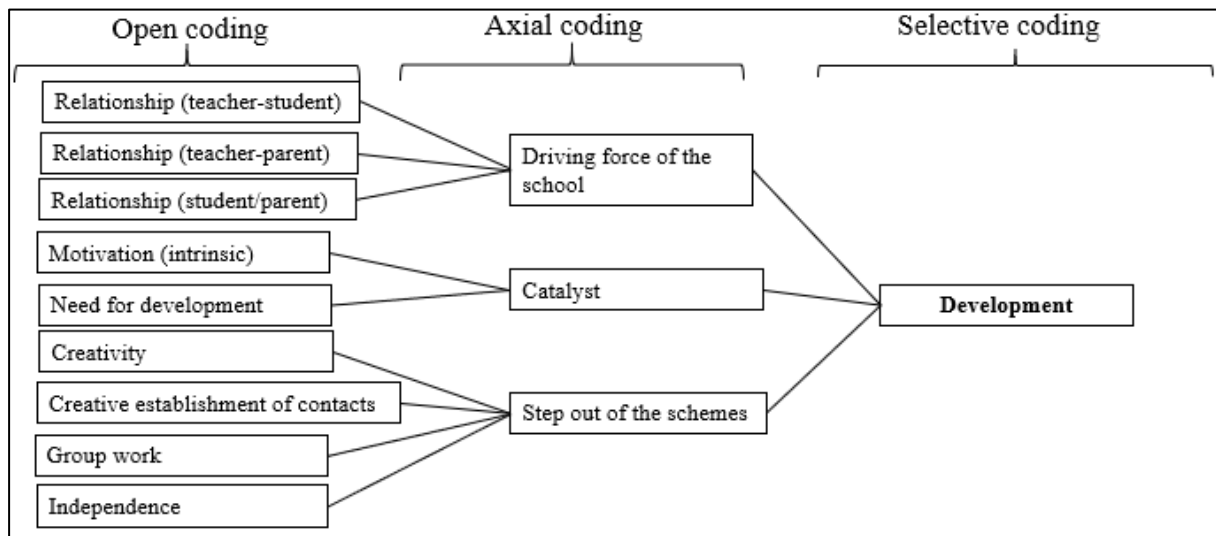 Open coding
Axial coding
Selective coding
Relationship (teacher-student)
Relationship (teacher-parent)
Relationship (student/parent)
Motivation (intrinsic)
Need for development
Creativity
Creative establishment of contacts
Group work
Independence
Driving force of the
school
Catalyst
Step out of the schemes
Development